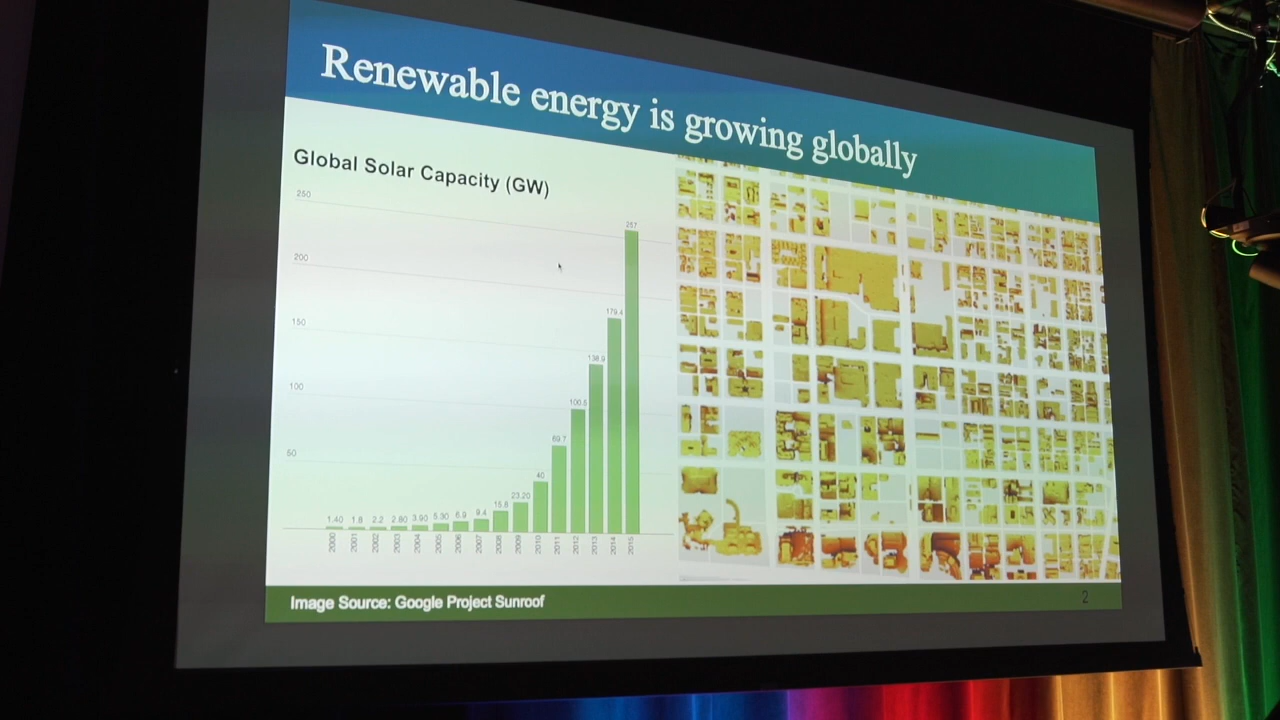 Renewable energy is growing globally
Global Solar Capacity (GW)
250
200
150
100
50
1.40 1.8 2.2 2.80 3.90 5.30 6.9 9.4 15.8 23.20 40 69.7 100.5 138.9 179.4 257
2000 2001 2002 2003 2004 2005 2006 2007 2008 2009 2010 2011 2012 2013 2014 2015
Image Source: Google Project Sunroof
2